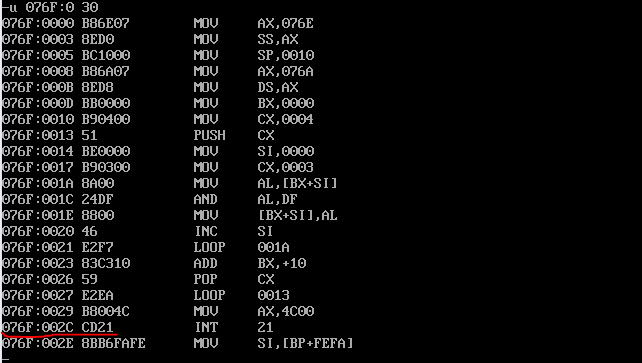 -u 076F:0 30
076F:0000 B86E07 MOV AX,076E
076F:0003 8ED0 MOV SS,AX
076F:0005 BC1000 MOV SP,0010
076F:0008 B86A07 MOV AX,076A
076F:000B 8ED8 MOV DS,AX
076F:000D BB0000 MOV BX,0000
076F:0010 B90400 MOV CX,0004
076F:0013 51 PUSH CX
076F:0014 BE0000 MOV SI,0000
076F:0017 B90300 MOV CX,0003
076F:001A 8A00 MOV AL,[BX+SI]
076F:001C 24DF AND AL,DF
076F:001E 8800 MOV [BX+SI],AL
076F:0020 46 INC SI
076F:0021 E2F7 LOOP 001A
076F:0023 83C310 ADD BX,+10
076F:0026 59 POP CX
076F:0027 E2EA LOOP 0013
076F:0029 B8004C MOV AX,4C00
076F:002C CD21 INT 21
076F:002E 8BB6FAFE MOV SI,[BP+FEFA]
-